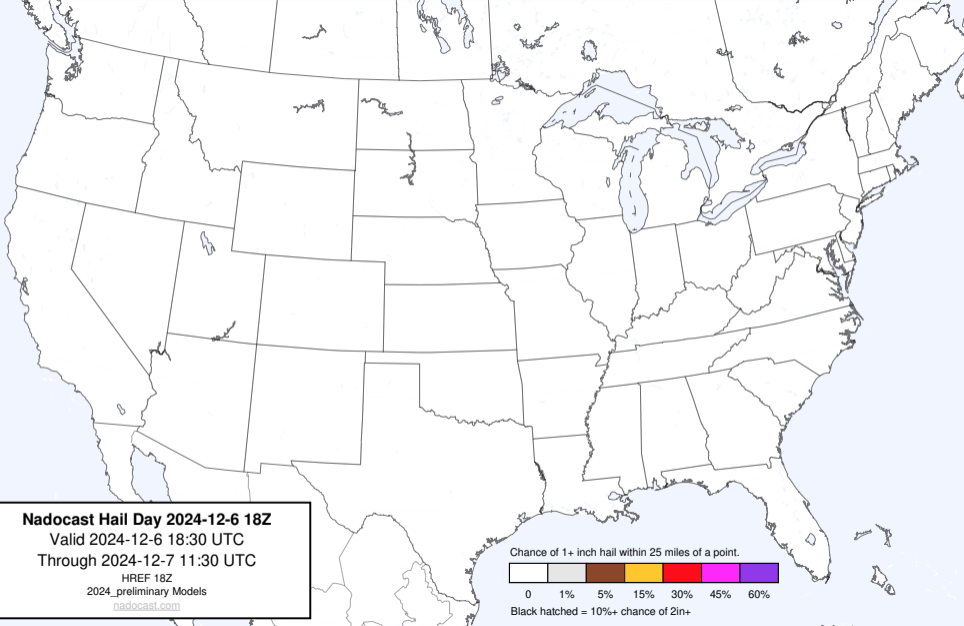 Nadocast Hail Day 2024-12-6 18Z
Valid 2024-12-6 18:30 UTC
Through 2024-12-7 11:30 UTC
HREF 18Z
2024_preliminary Models
nadocast.com
Chance of 1+ inch hail within 25 miles of a point.
0 1% 5% 15% 30% 45% 60%
Black hatched = 10%+ chance of 2in+